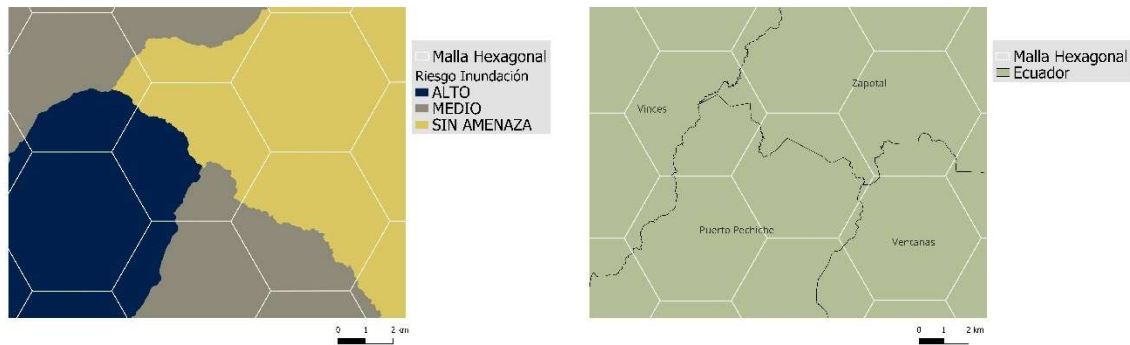 Malla Hexagonal
Riesgo Inundación
ALTO
MEDIO
SIN AMENAZA
0 1 2 km
Malla Hexagonal
Ecuador
Zapotal
Vinces
Puerto Pechiche
Ventanas
0 1 2 km